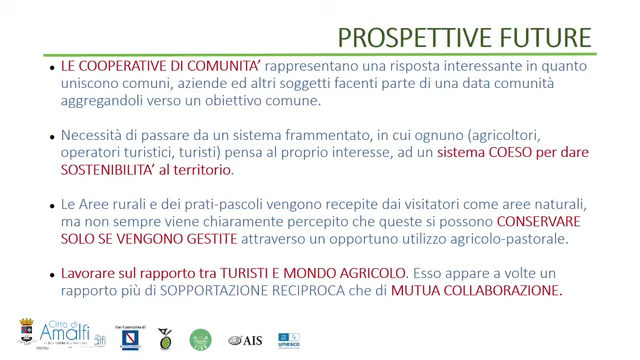 PROSPETTIVE FUTURE
• LE COOPERATIVE DI COMUNITA' rappresentano una risposta interessante in quanto
uniscono comuni, aziende ed altri soggetti facenti parte di una data comunità
aggregandoli verso un obiettivo comune.
• Necessità di passare da un sistema frammentato, in cui ognuno (agricoltori,
operatori turistici, turisti) pensa al proprio interesse, ad un sistema COESO per dare
SOSTENIBILITA' al territorio.
• Le Aree rurali e dei prati-pascoli vengono recepite dai visitatori come aree naturali,
ma non sempre viene chiaramente percepito che queste si possono CONSERVARE
SOLO SE VENGONO GESTITE attraverso un opportuno utilizzo agricolo-pastorale.
• Lavorare sul rapporto tra TURISTI E MONDO AGRICOLO. Esso appare a volte un
rapporto più di SOPPORTAZIONE RECIPROCA che di MUTUA COLLABORAZIONE.
Città di
Amalfi
AIS
unesco